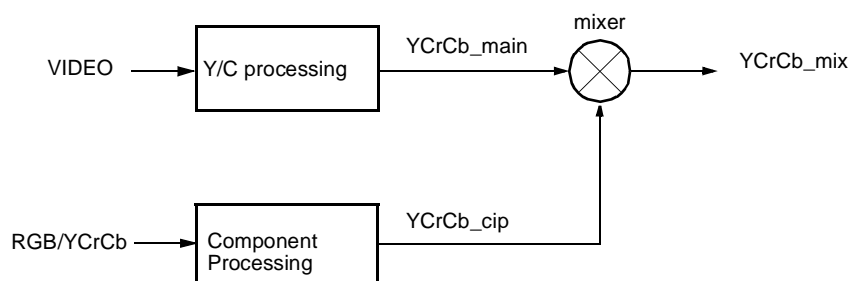 mixer
YCrCb_main
YCrCb_mix
VIDEO
Y/C processing
YCrCb_cip
RGB/YCrCb
Component
Processing